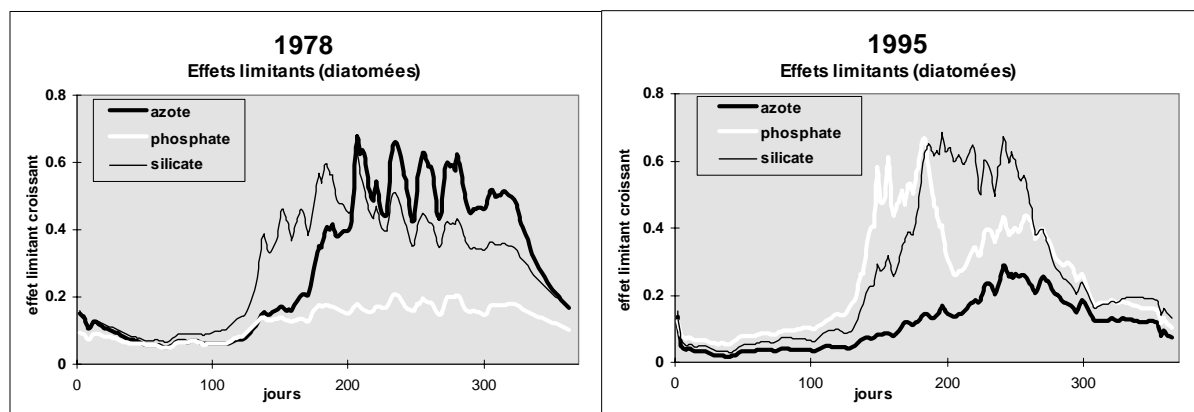 1978
Effets limitants (diatomées)
effet limitant croissant
0.8
0.6
0.4
0.2
0
azote
phosphate
silicate
0 100 200 300
jours
1995
Effets limitants (diatomées)
effet limitant croissant
0.8
0.6
0.4
0.2
0
azote
phosphate
silicate
0 100 200 300
jours